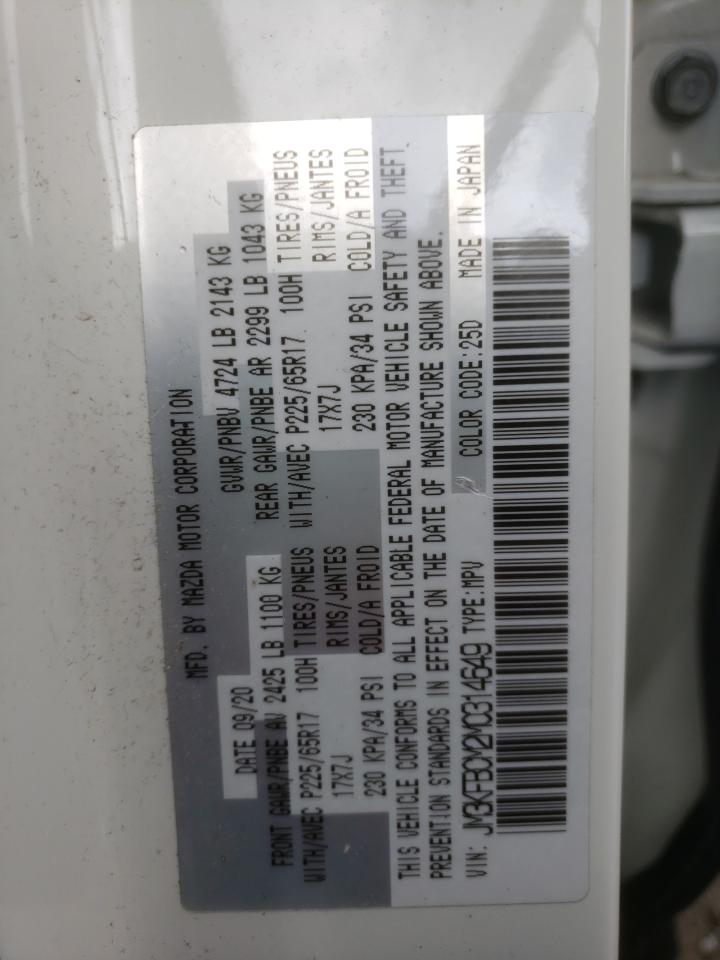 MFD. BY MAZDA MOTOR CORPORATION
DATE 09/20 GVWR/PNBV 4724 LB 2143 KG
FRONT GAWR/PNBE AV 2425 LB 1100 KG REAR GAWR/PNBE AR 2299 LB 1043 KG
WITH/AVEC P225/65R17 100H TIRES/PNEUS WITH/AVEC P225/65R17 100H TIRES/PNEUS
17X7J RIMS/JANTES 17X7J RIMS/JANTES
230 KPA/34 PSI COLD/A FROID 230 KPA/34 PSI COLD/A FROID
THIS VEHICLE CONFORMS TO ALL APPLICABLE FEDERAL MOTOR VEHICLE SAFETY AND THEFT
PREVENTION STANDARDS IN EFFECT ON THE DATE OF MANUFACTURE SHOWN ABOVE.
VIN: JM3KFBCM2M0314649 TYPE:MPV COLOR CODE:25D MADE IN JAPAN